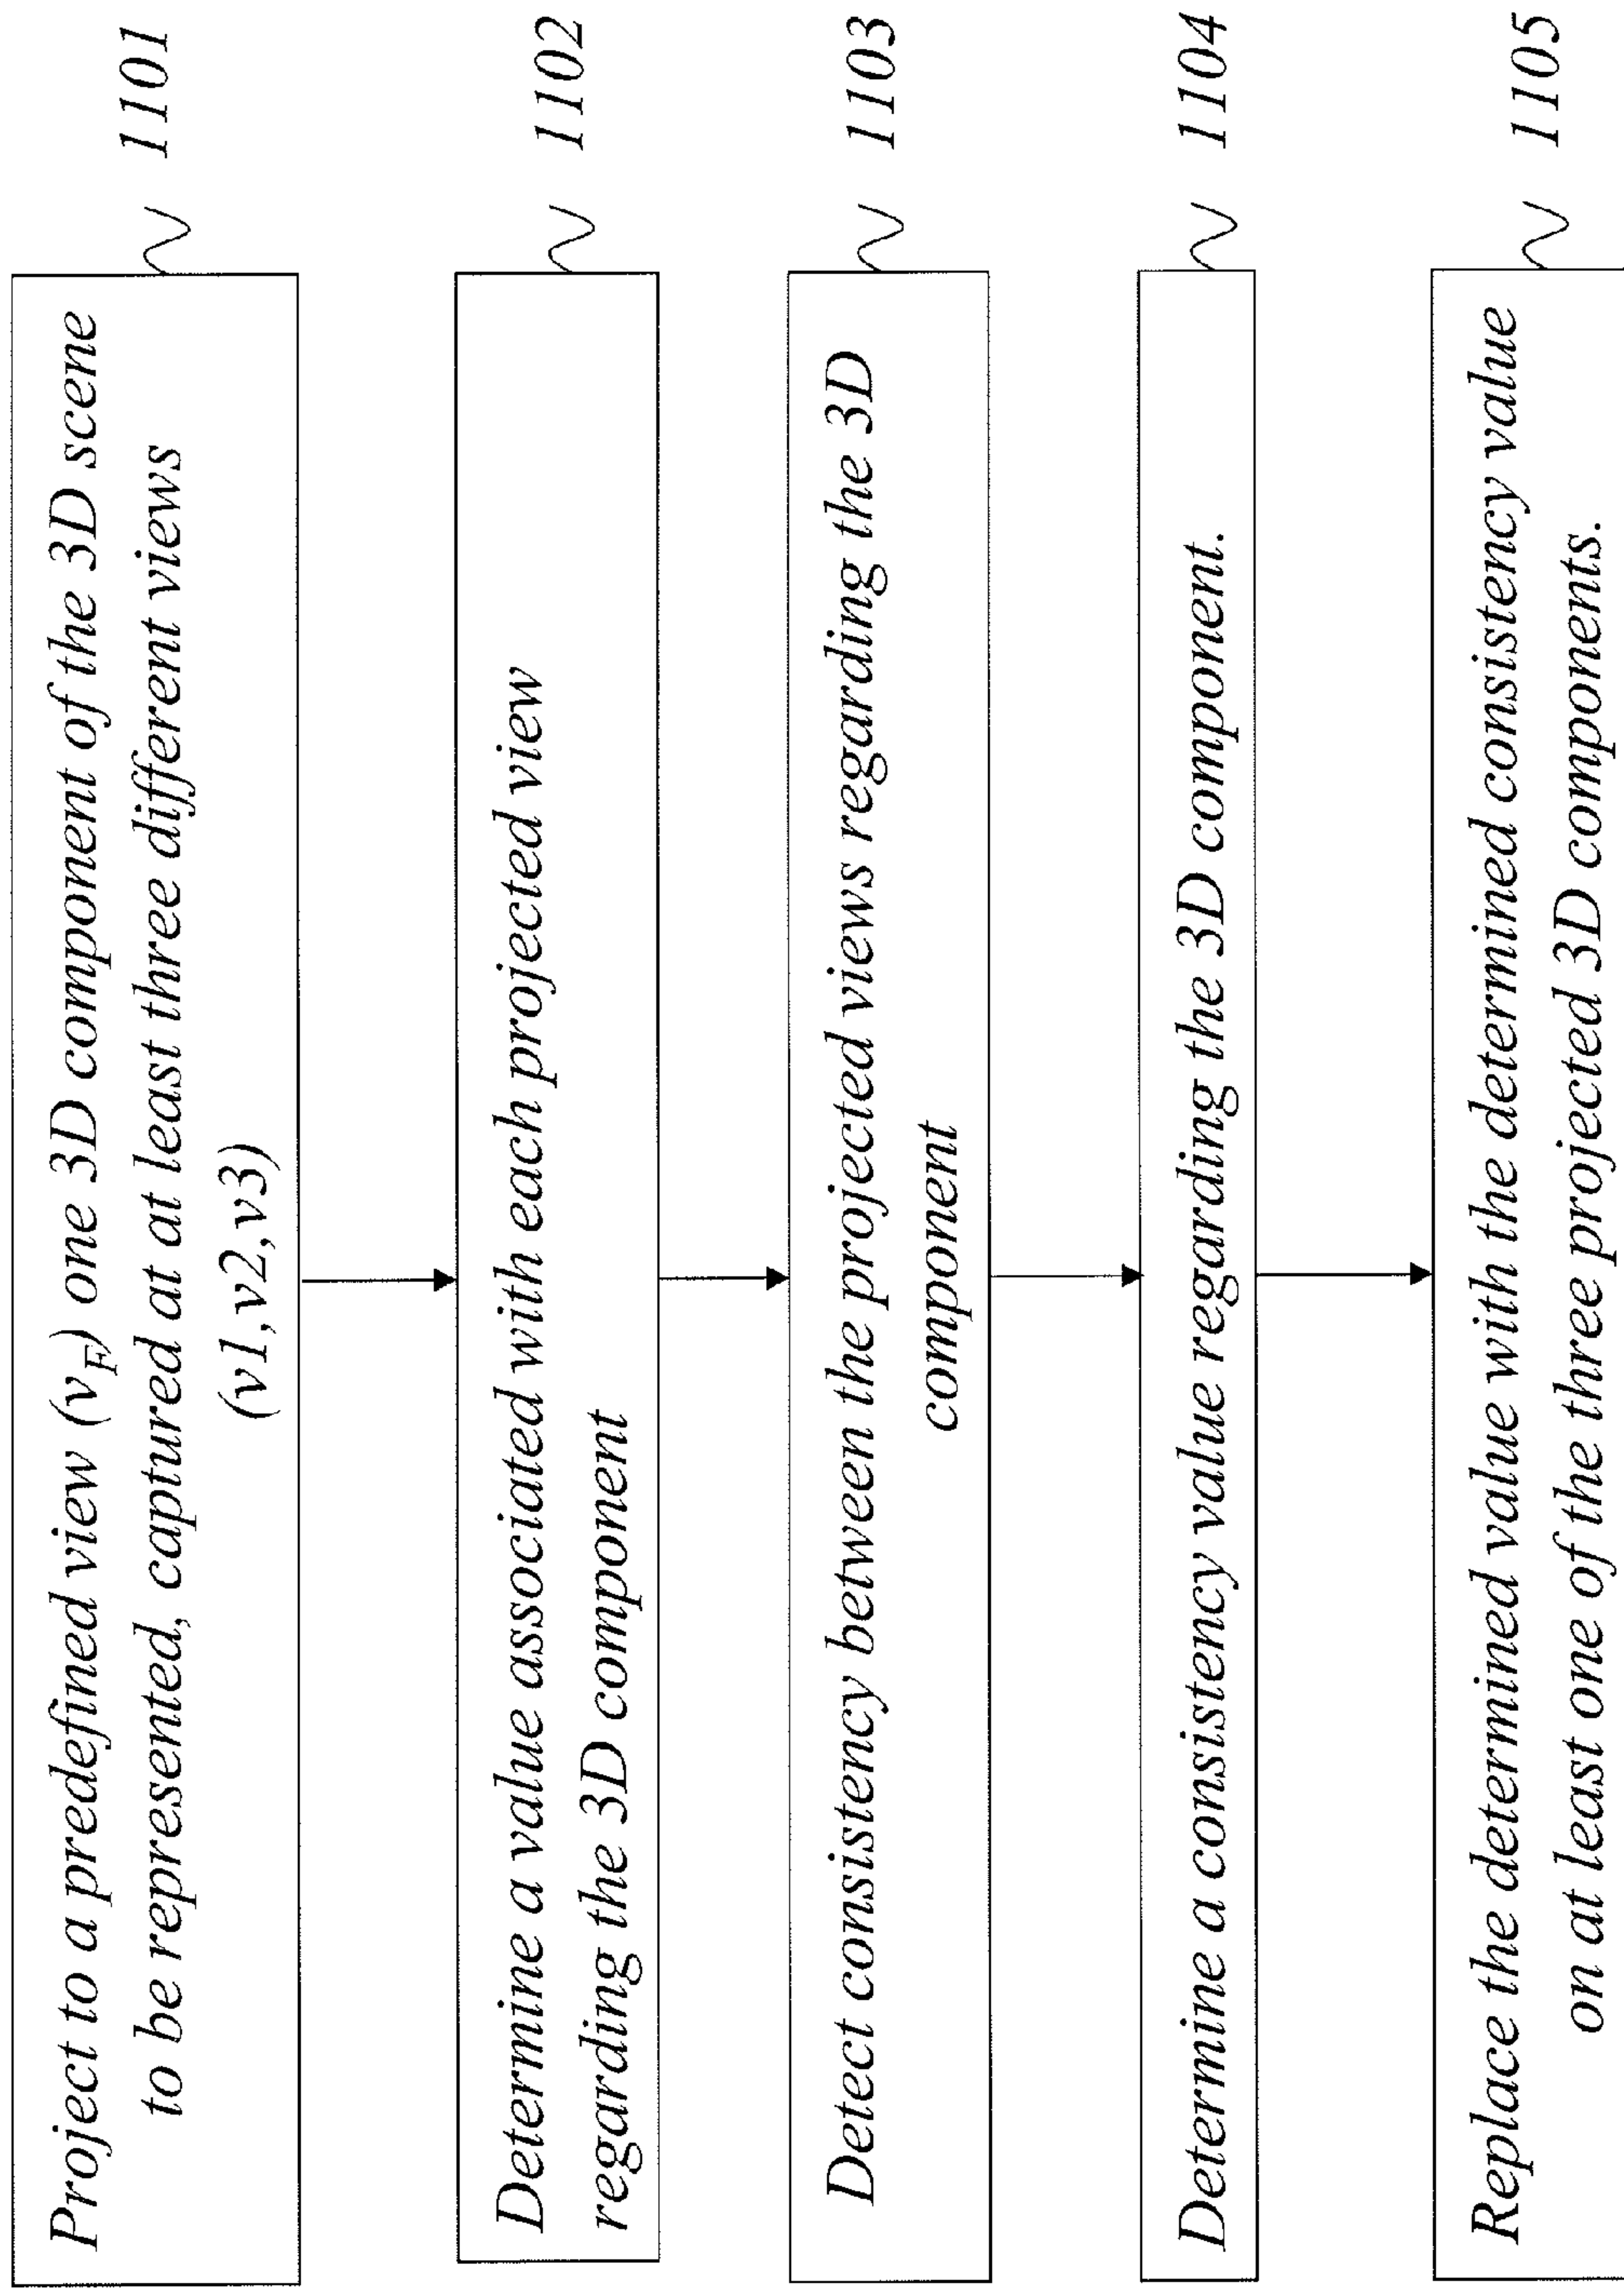 Project to a predefined view (vF) one 3D component of the 3D scene
to be represented, captured at at least three different views
(v1,v2,v3)
1101
Determine a value associated with each projected view
regarding the 3D component
1102
Detect consistency between the projected views regarding the 3D
component
1103
Determine a consistency value regarding the 3D component.
1104
Replace the determined value with the determined consistency value
on at least one of the three projected 3D components.
1105